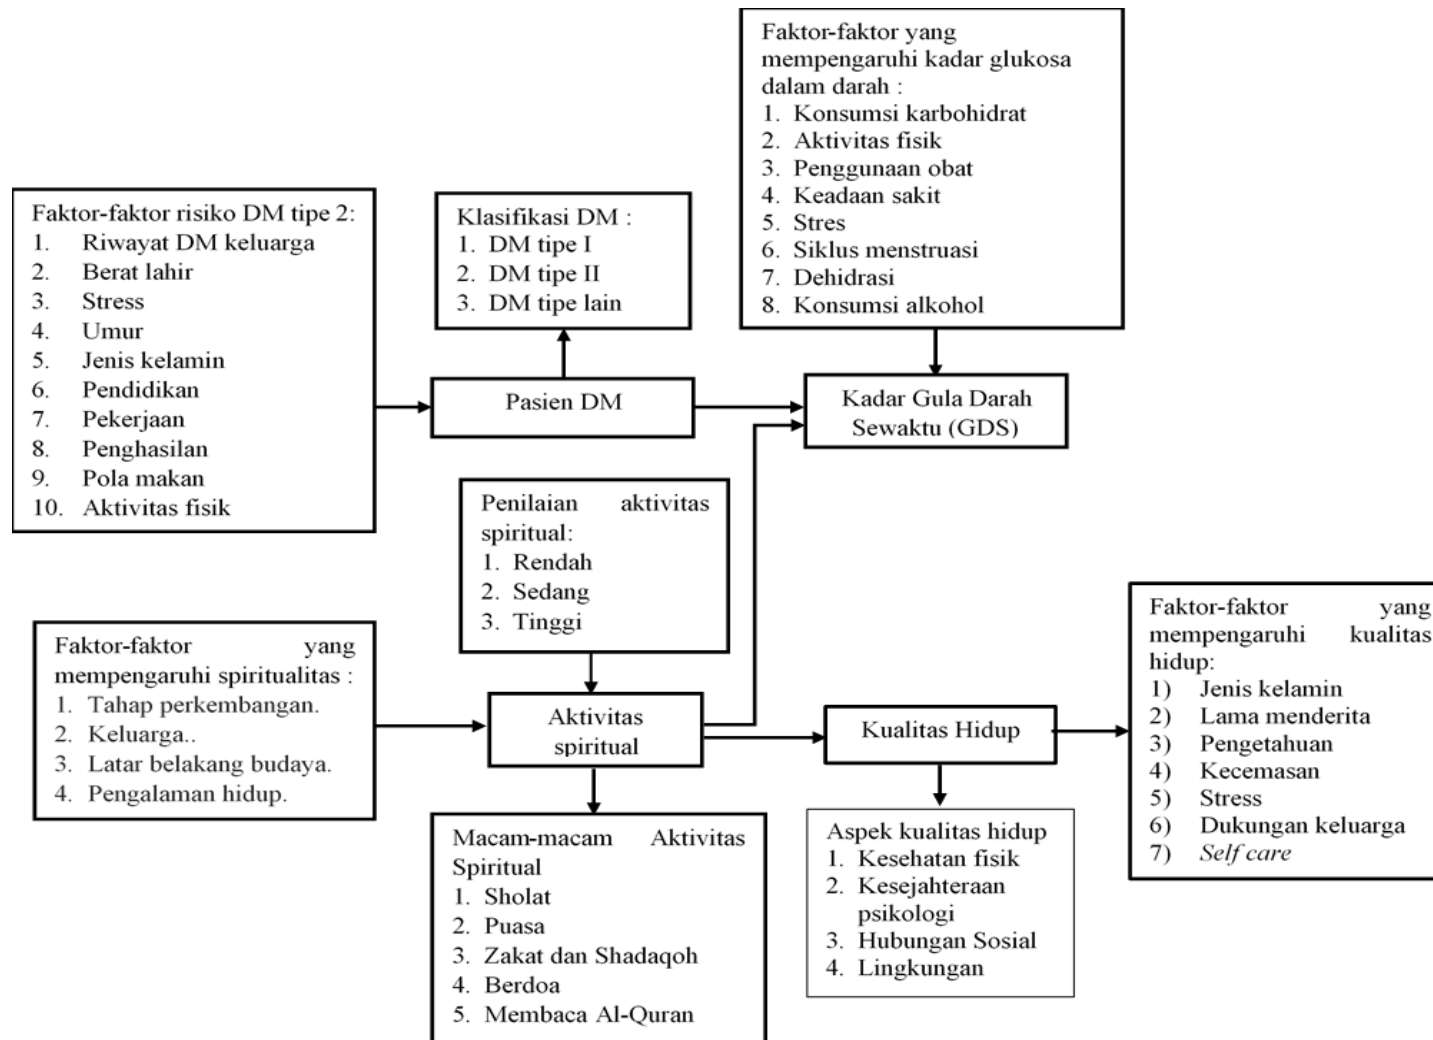 Faktor-faktor yang
mempengaruhi kadar glukosa
dalam darah :
1. Konsumsi karbohidrat
2. Aktivitas fisik
3. Penggunaan obat
4. Keadaan sakit
5. Stres
6. Siklus menstruasi
7. Dehidrasi
8. Konsumsi alkohol
Faktor-faktor risiko DM tipe 2:
1. Riwayat DM keluarga
2. Berat lahir
3. Stress
4. Umur
5. Jenis kelamin
6. Pendidikan
7. Pekerjaan
8. Penghasilan
9. Pola makan
10. Aktivitas fisik
Klasifikasi DM :
1. DM tipe I
2. DM tipe II
3. DM tipe lain
Pasien DM
Kadar Gula Darah
Sewaktu (GDS)
Penilaian aktivitas
spiritual:
1. Rendah
2. Sedang
3. Tinggi
Faktor-faktor yang
mempengaruhi spiritualitas :
1. Tahap perkembangan.
2. Keluarga..
3. Latar belakang budaya.
4. Pengalaman hidup.
Aktivitas
spiritual
Kualitas Hidup
Faktor-faktor yang
mempengaruhi kualitas
hidup:
1) Jenis kelamin
2) Lama menderita
3) Pengetahuan
4) Kecemasan
5) Stress
6) Dukungan keluarga
7) Self care
Macam-macam Aktivitas
Spiritual
1. Sholat
2. Puasa
3. Zakat dan Shadaqoh
4. Berdoa
5. Membaca Al-Quran
Aspek kualitas hidup
1. Kesehatan fisik
2. Kesejahteraan
psikologi
3. Hubungan Sosial
4. Lingkungan